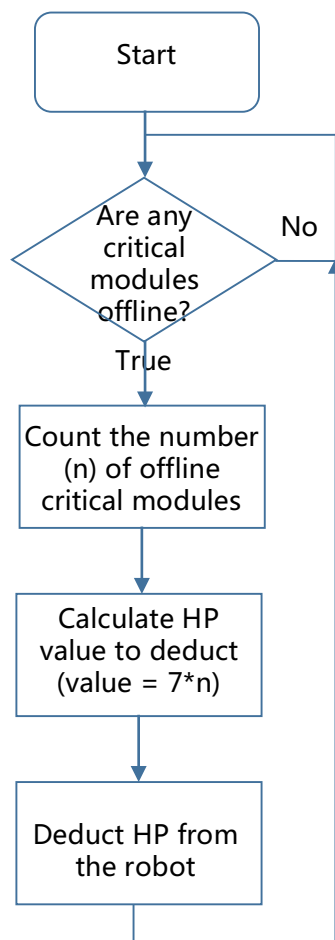 Start
Are any
critical
modules
offline?
No
True
Count the number
(n) of offline
critical modules
Calculate HP
value to deduct
(value = 7*n)
Deduct HP from
the robot